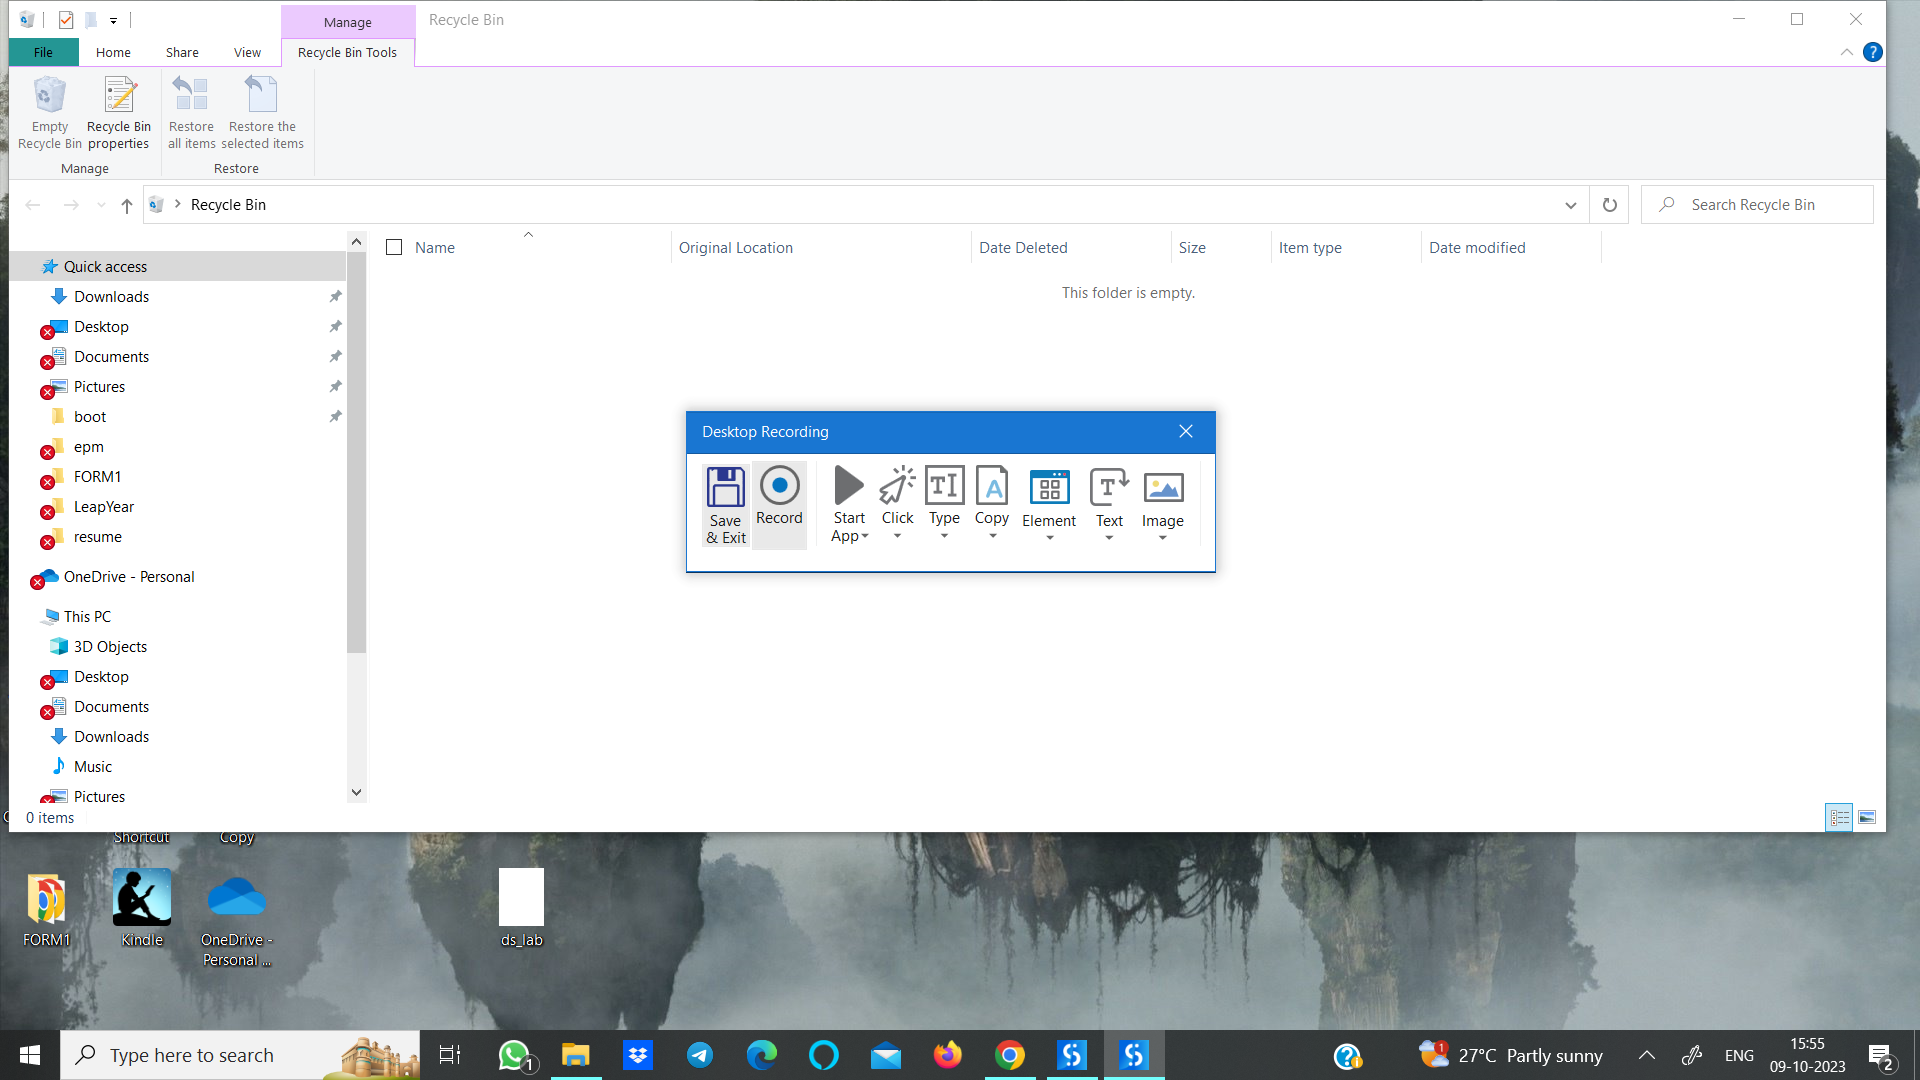 Manage
Recycle Bin
File
Home
Share
View
Recycle Bin Tools
Empty
Recycle Bin
Recycle Bin
properties
Restore
all items
Restore the
selected items
Manage
Restore
Recycle Bin
Search Recycle Bin
Name
Original Location
Date Deleted
Size
Item type
Date modified
This folder is empty.
Quick access
Downloads
Desktop
Documents
Pictures
boot
epm
FORM1
LeapYear
resume
OneDrive - Personal
This PC
3D Objects
Desktop
Documents
Downloads
Music
Pictures
0 items
Desktop Recording
Save
& Exit
Record
Start
App
Click
Type
Copy
Element
Text
Image
Shortcut
Copy
FORM1
Kindle
OneDrive -
Personal ...
ds_lab
Type here to search
1
1
27°C Partly sunny
ENG
15:55
09-10-2023
2